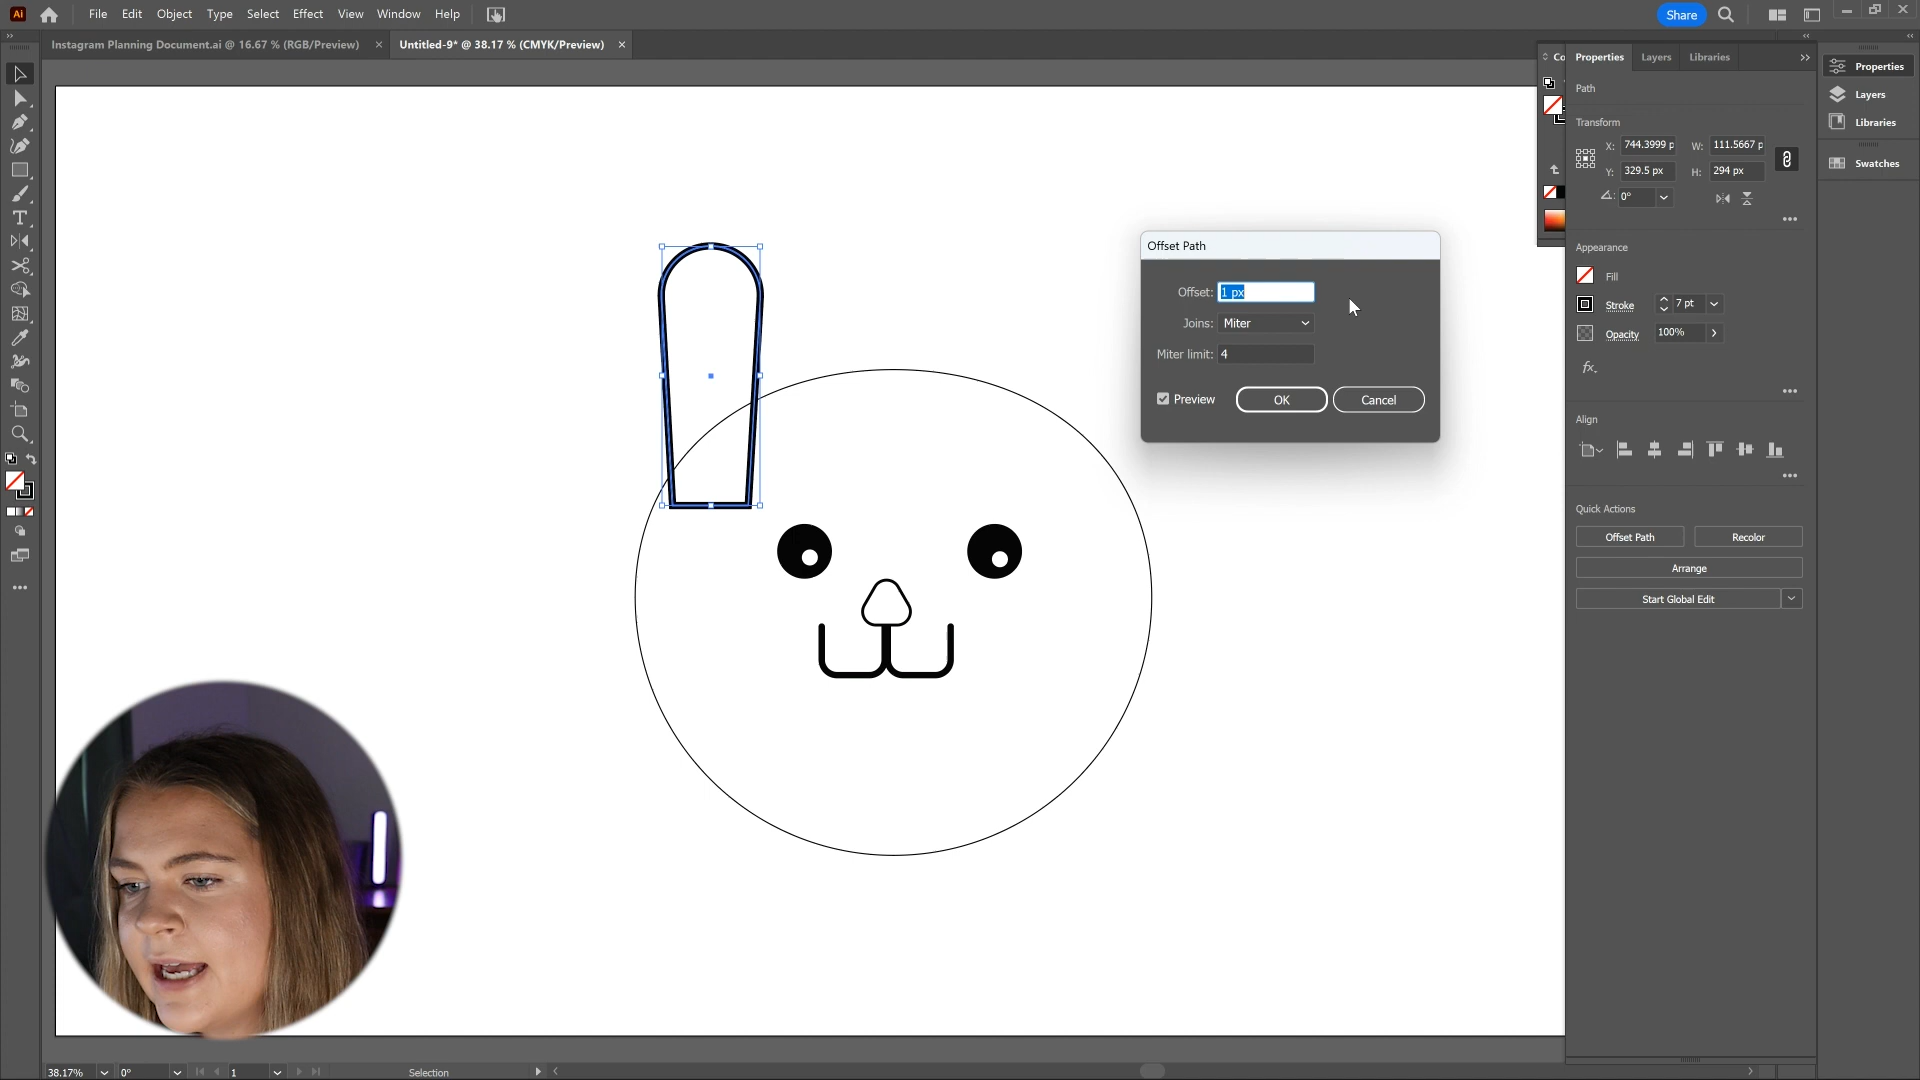 Ai File Edit Object Type Select Effect View Window Help Share
Instagram Planning Document.ai @ 16.67 % (RGB/Preview) × Untitled-9* @ 38.17 % (CMYK/Preview) ×
Co Properties Layers Libraries
Properties
Layers
Libraries
Swatches
Path
Transform
X: 744.3999 p W: 111.5667 p
Y: 329.5 px H: 294 px
0°
Appearance
Fill
Stroke 7 pt
Opacity 100%
fx.
Align
Quick Actions
Offset Path Recolor
Arrange
Start Global Edit
Offset Path
Offset: 1 px
Joins: Miter
Miter limit: 4
Preview OK Cancel
38.17% 0° 1 Selection